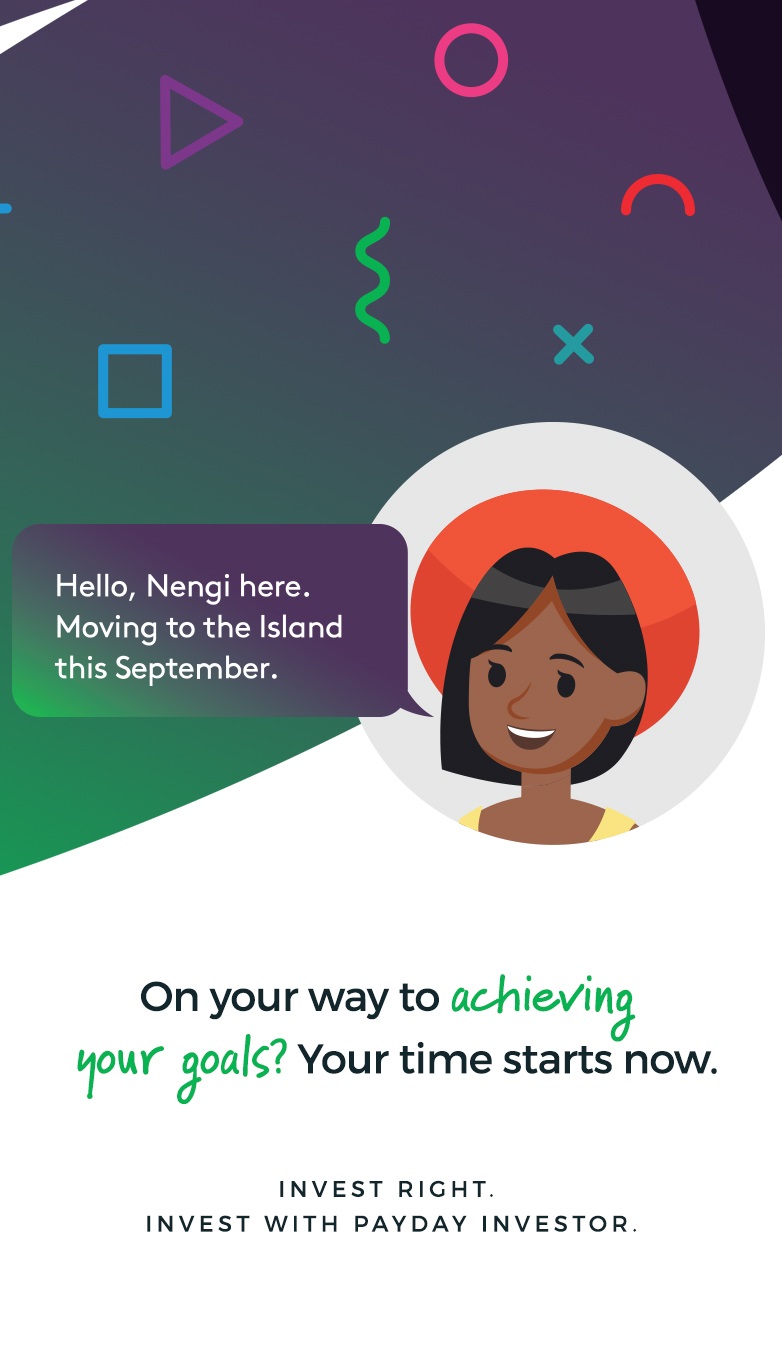 Hello, Nengi here.
Moving to the Island
this September.
On your way to achieving
your goals? Your time starts now.
INVEST RIGHT.
INVEST WITH PAYDAY INVESTOR.